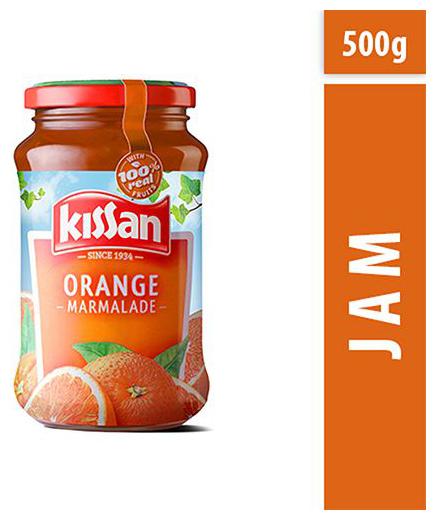 WITH
100%
real
FRUITS
kissan
SINCE 1934
ORANGE
MARMALADE
500g
JAM